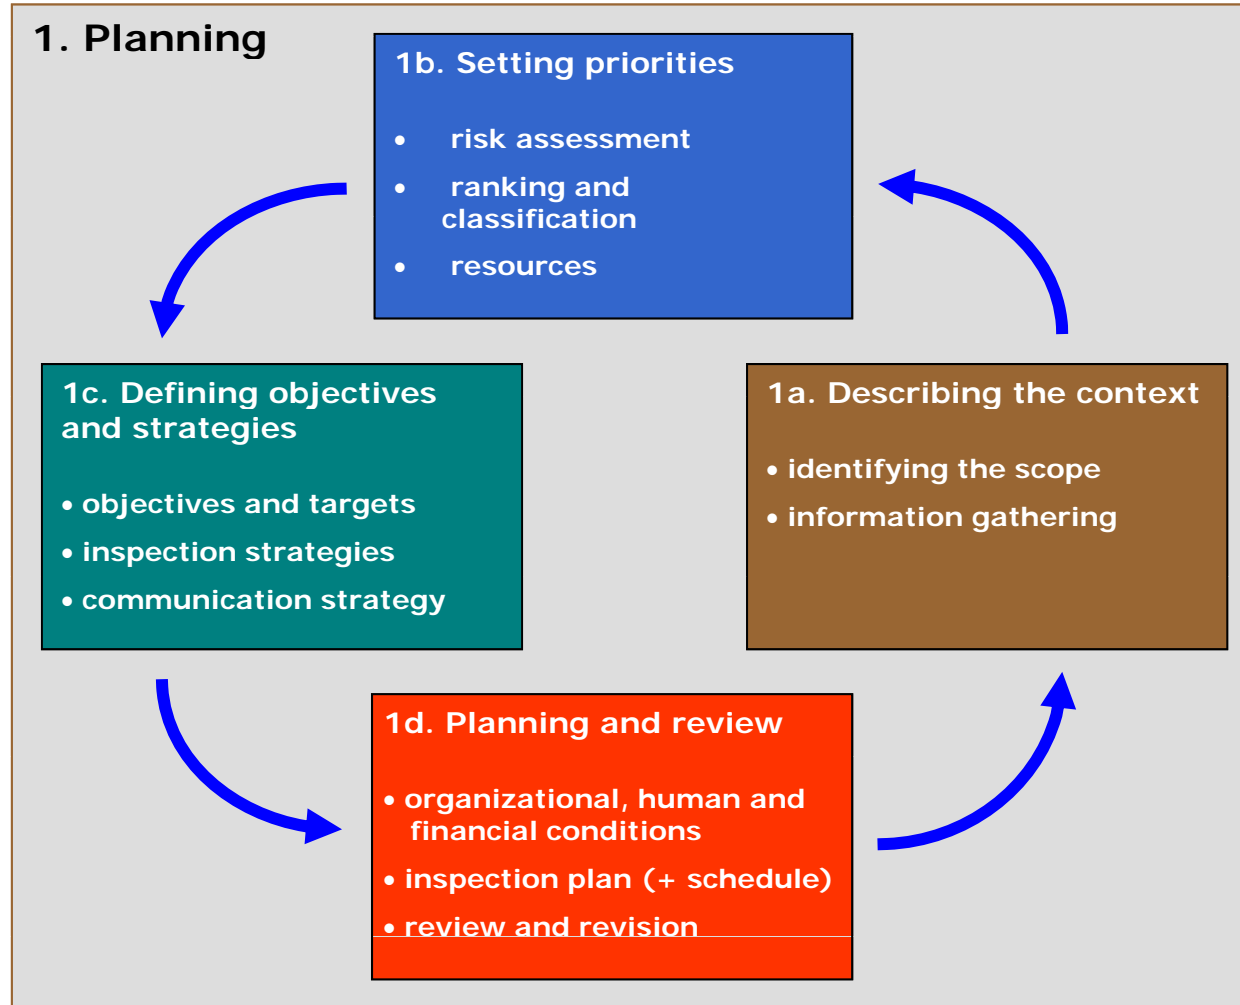 1. Planning
1b. Setting priorities
• risk assessment
• ranking and
classification
• resources
1c. Defining objectives
and strategies
• objectives and targets
• inspection strategies
• communication strategy
1a. Describing the context
• identifying the scope
• information gathering
1d. Planning and review
• organizational, human and
financial conditions
• inspection plan (+ schedule)
• review and revision